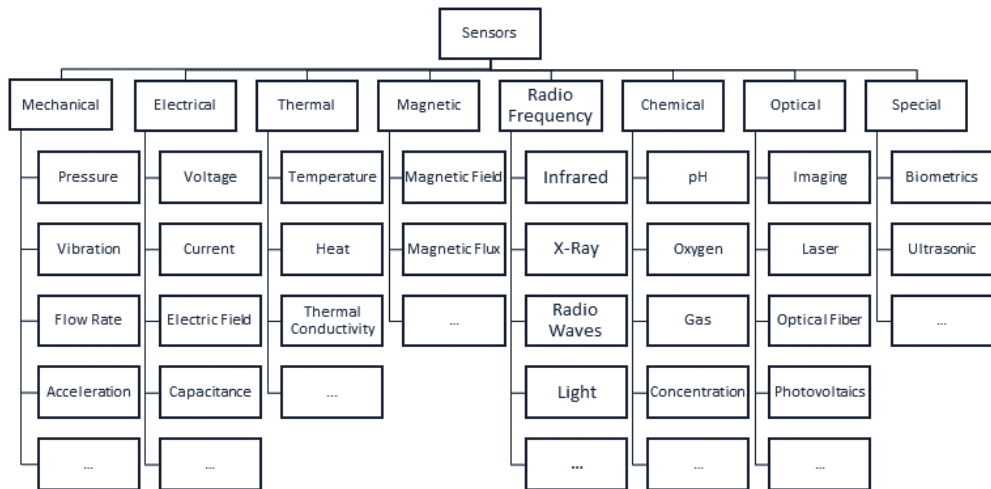 Sensors
Mechanical
Electrical
Thermal
Magnetic
Radio
Frequency
Chemical
Optical
Special
Pressure
Voltage
Temperature
Magnetic Field
Infrared
pH
Imaging
Biometrics
Vibration
Current
Heat
Magnetic Flux
X-Ray
Oxygen
Laser
Ultrasonic
Flow Rate
Electric Field
Thermal
Conductivity
...
Radio
Waves
Gas
Optical Fiber
...
Acceleration
Capacitance
...
Light
Concentration
Photovoltaics
...
...
...
...
...